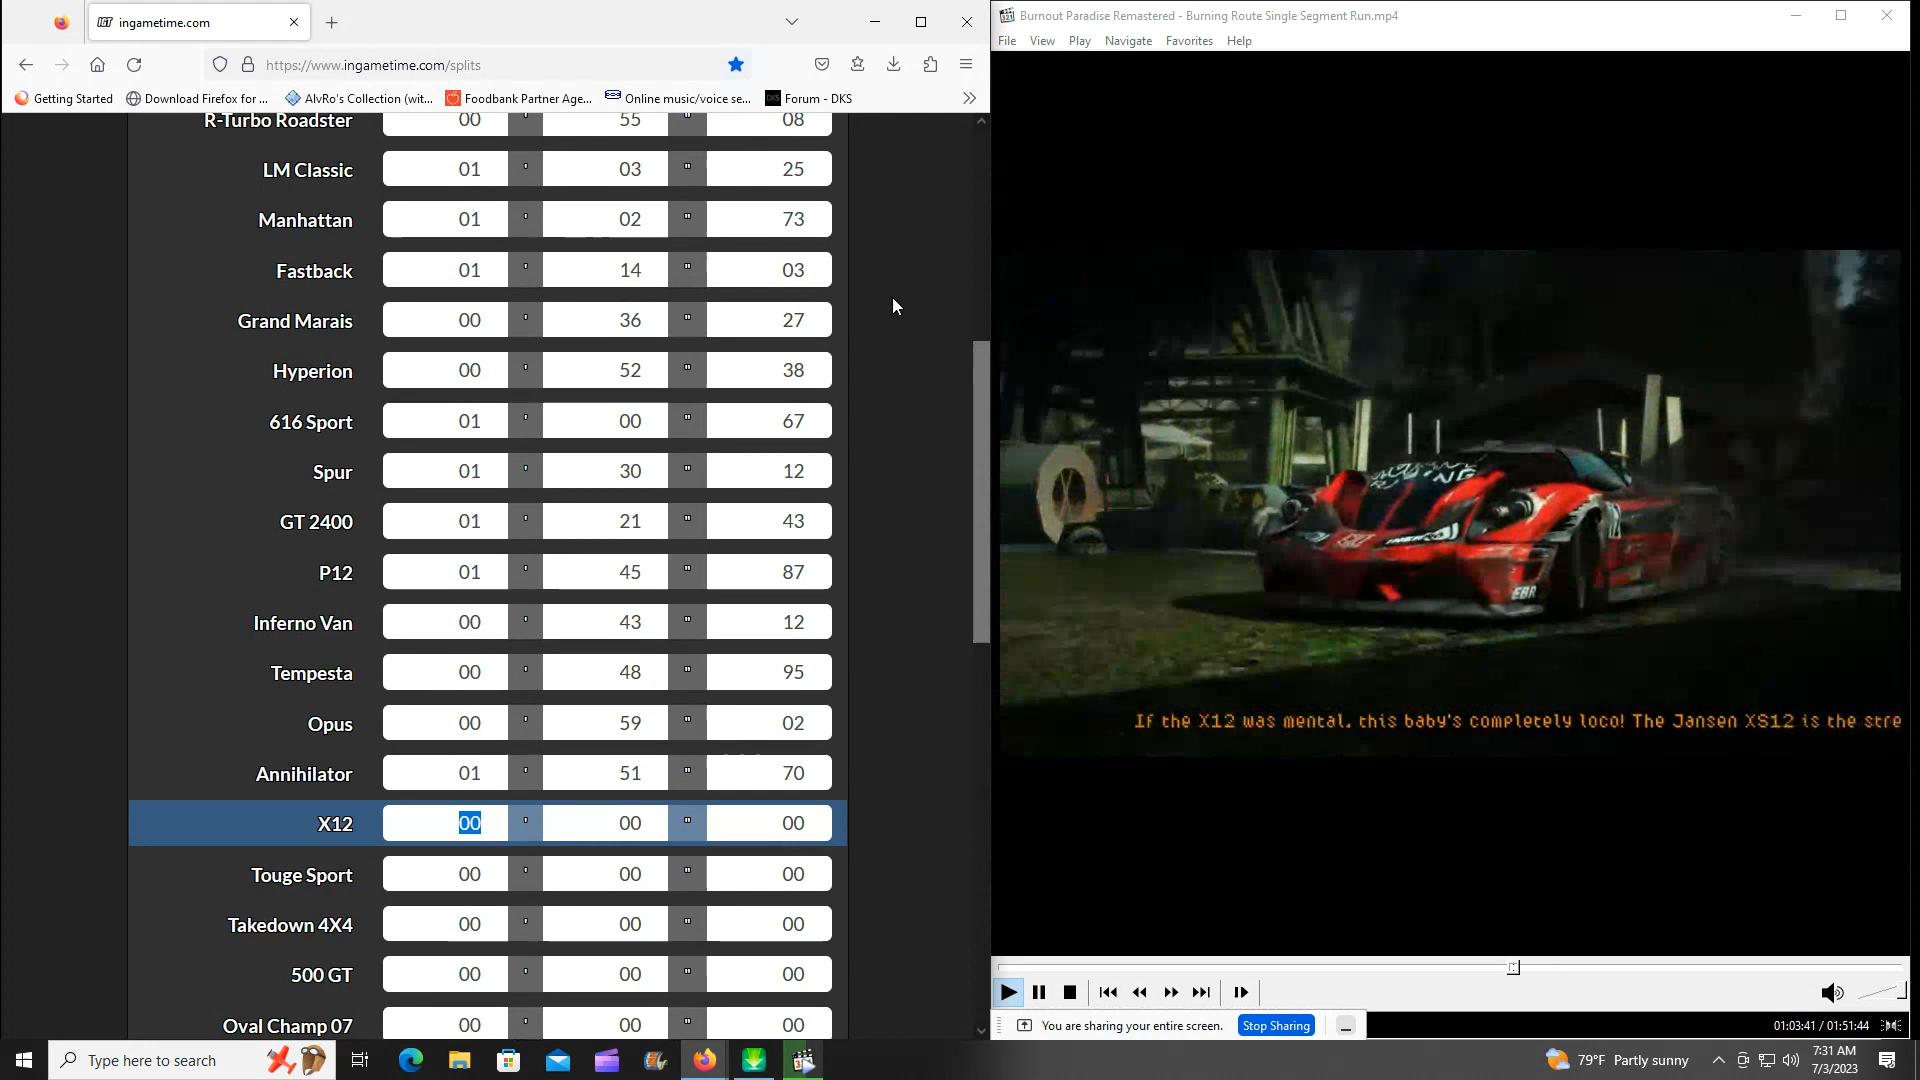 ingametime.com
Burnout Paradise Remastered - Burning Route Single Segment Run.mp4
File View Play Navigate Favorites Help
https://www.ingametime.com/splits
Getting Started
Download Firefox for ...
AlvRo's Collection (wit...
Foodbank Partner Age...
Online music/voice se...
DKS Forum - DKS
R-Turbo Roadster 00 ' 55 " 08
LM Classic 01 ' 03 " 25
Manhattan 01 ' 02 " 73
Fastback 01 ' 14 " 03
Grand Marais 00 ' 36 " 27
Hyperion 00 ' 52 " 38
616 Sport 01 ' 00 " 67
Spur 01 ' 30 " 12
GT 2400 01 ' 21 " 43
P12 01 ' 45 " 87
Inferno Van 00 ' 43 " 12
Tempesta 00 ' 48 " 95
Opus 00 ' 59 " 02
Annihilator 01 ' 51 " 70
X12 00 ' 00 " 00
Touge Sport 00 ' 00 " 00
Takedown 4X4 00 ' 00 " 00
500 GT 00 ' 00 " 00
Oval Champ 07 00 ' 00 " 00
EBR
If the X12 was mental, this baby's completely loco! The Jansen XS12 is the stre
You are sharing your entire screen.
Stop Sharing
01:03:41 / 01:51:44
Type here to search
79°F Partly sunny
7:31 AM
7/3/2023